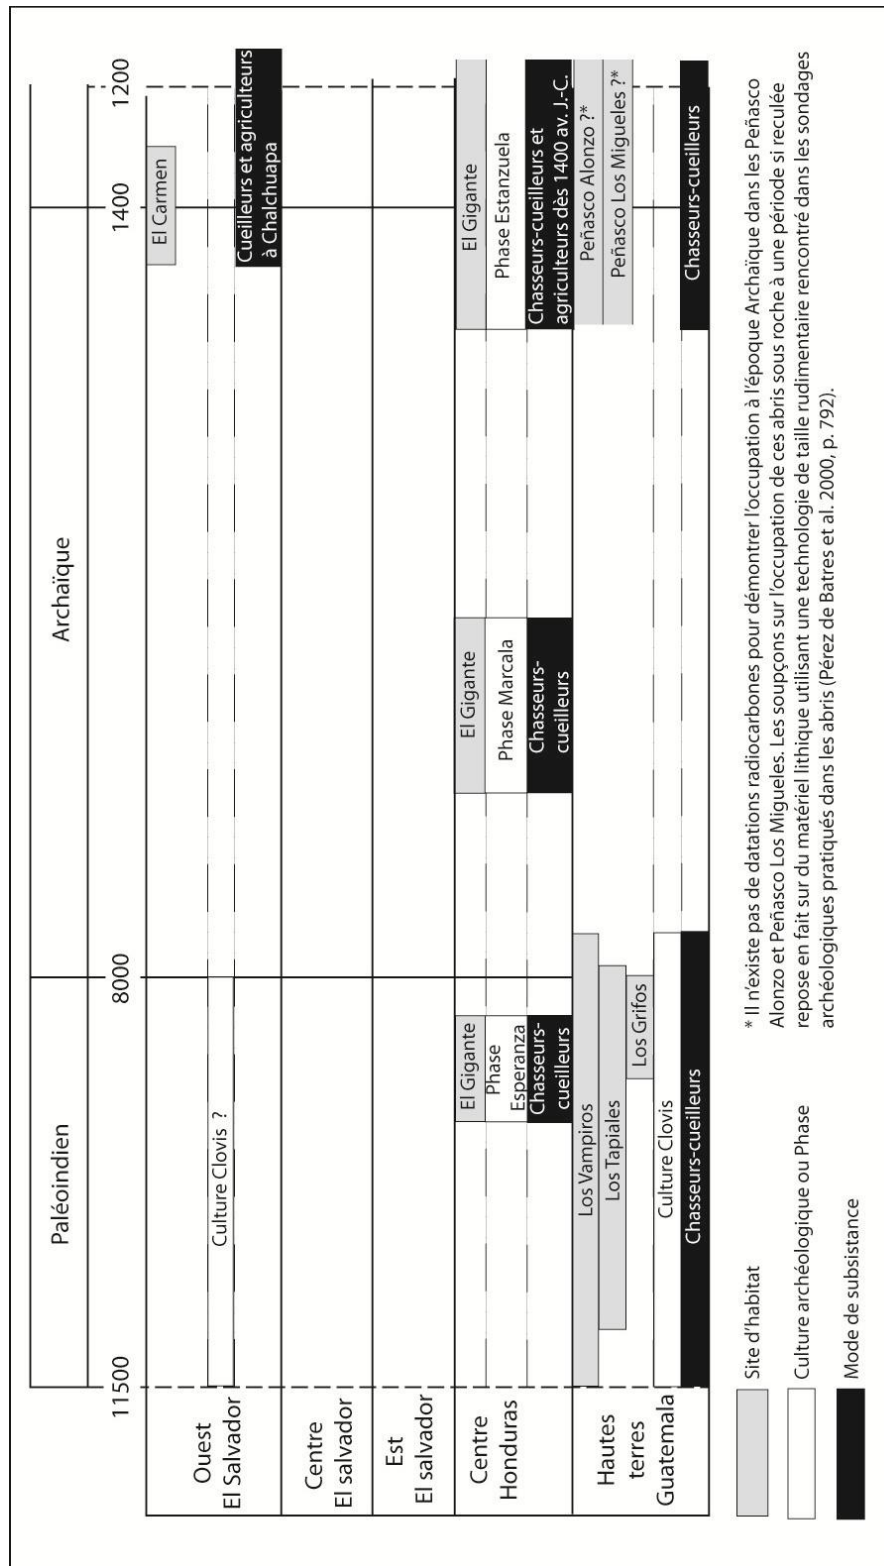 Paléoindien
Archaïque
11500
8000
1400
1200
Ouest
El Salvador
Culture Clovis ?
El Carmen
Cueilleurs et agriculteurs
à Chalchuapa
Centre
El salvador
Est
El salvador
Centre
Honduras
El Gigante
Phase
Esperanza
Chasseurs-
cueilleurs
El Gigante
Phase Marcala
Chasseurs-
cueilleurs
El Gigante
Phase Estanzuela
Chasseurs-cueilleurs et
agriculteurs dès 1400 av. J.-C.
Hautes
terres
Guatemala
Los Vampiros
Los Tapiales
Los Grifos
Culture Clovis
Chasseurs-cueilleurs
Peñasco Alonzo ?*
Peñasco Los Migueles ?*
Chasseurs-cueilleurs
Site d'habitat
Culture archéologique ou Phase
Mode de subsistance
* Il n'existe pas de datations radiocarbones pour démontrer l'occupation à l'époque Archaïque dans les Peñasco
Alonzo et Peñasco Los Migueles. Les soupçons sur l'occupation de ces abris sous roche à une période si reculée
repose en fait sur du matériel lithique utilisant une technologie de taille rudimentaire rencontré dans les sondages
archéologiques pratiqués dans les abris (Pérez de Batres et al. 2000, p. 792).